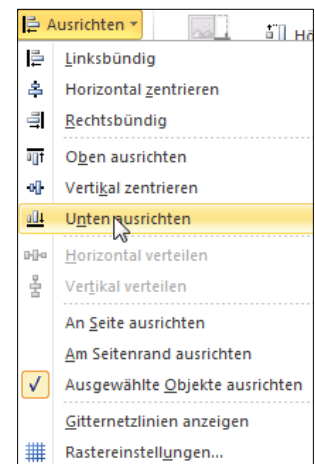 Ausrichten
Hö
Linksbündig
Horizontal zentrieren
Rechtsbündig
Oben ausrichten
Vertikal zentrieren
Unten ausrichten
Horizontal verteilen
Vertikal verteilen
An Seite ausrichten
Am Seitenrand ausrichten
Ausgewählte Objekte ausrichten
Gitternetzlinien anzeigen
Rastereinstellungen...